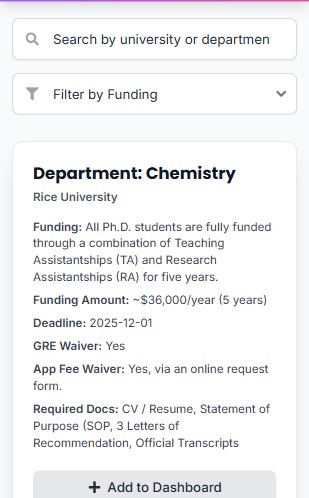 Search by university or departmen
Filter by Funding
Department: Chemistry
Rice University
Funding: All Ph.D. students are fully funded
through a combination of Teaching
Assistantships (TA) and Research
Assistantships (RA) for five years.
Funding Amount: ~$36,000/year (5 years)
Deadline: 2025-12-01
GRE Waiver: Yes
App Fee Waiver: Yes, via an online request
form.
Required Docs: CV / Resume, Statement of
Purpose (SOP, 3 Letters of
Recommendation, Official Transcripts
+ Add to Dashboard